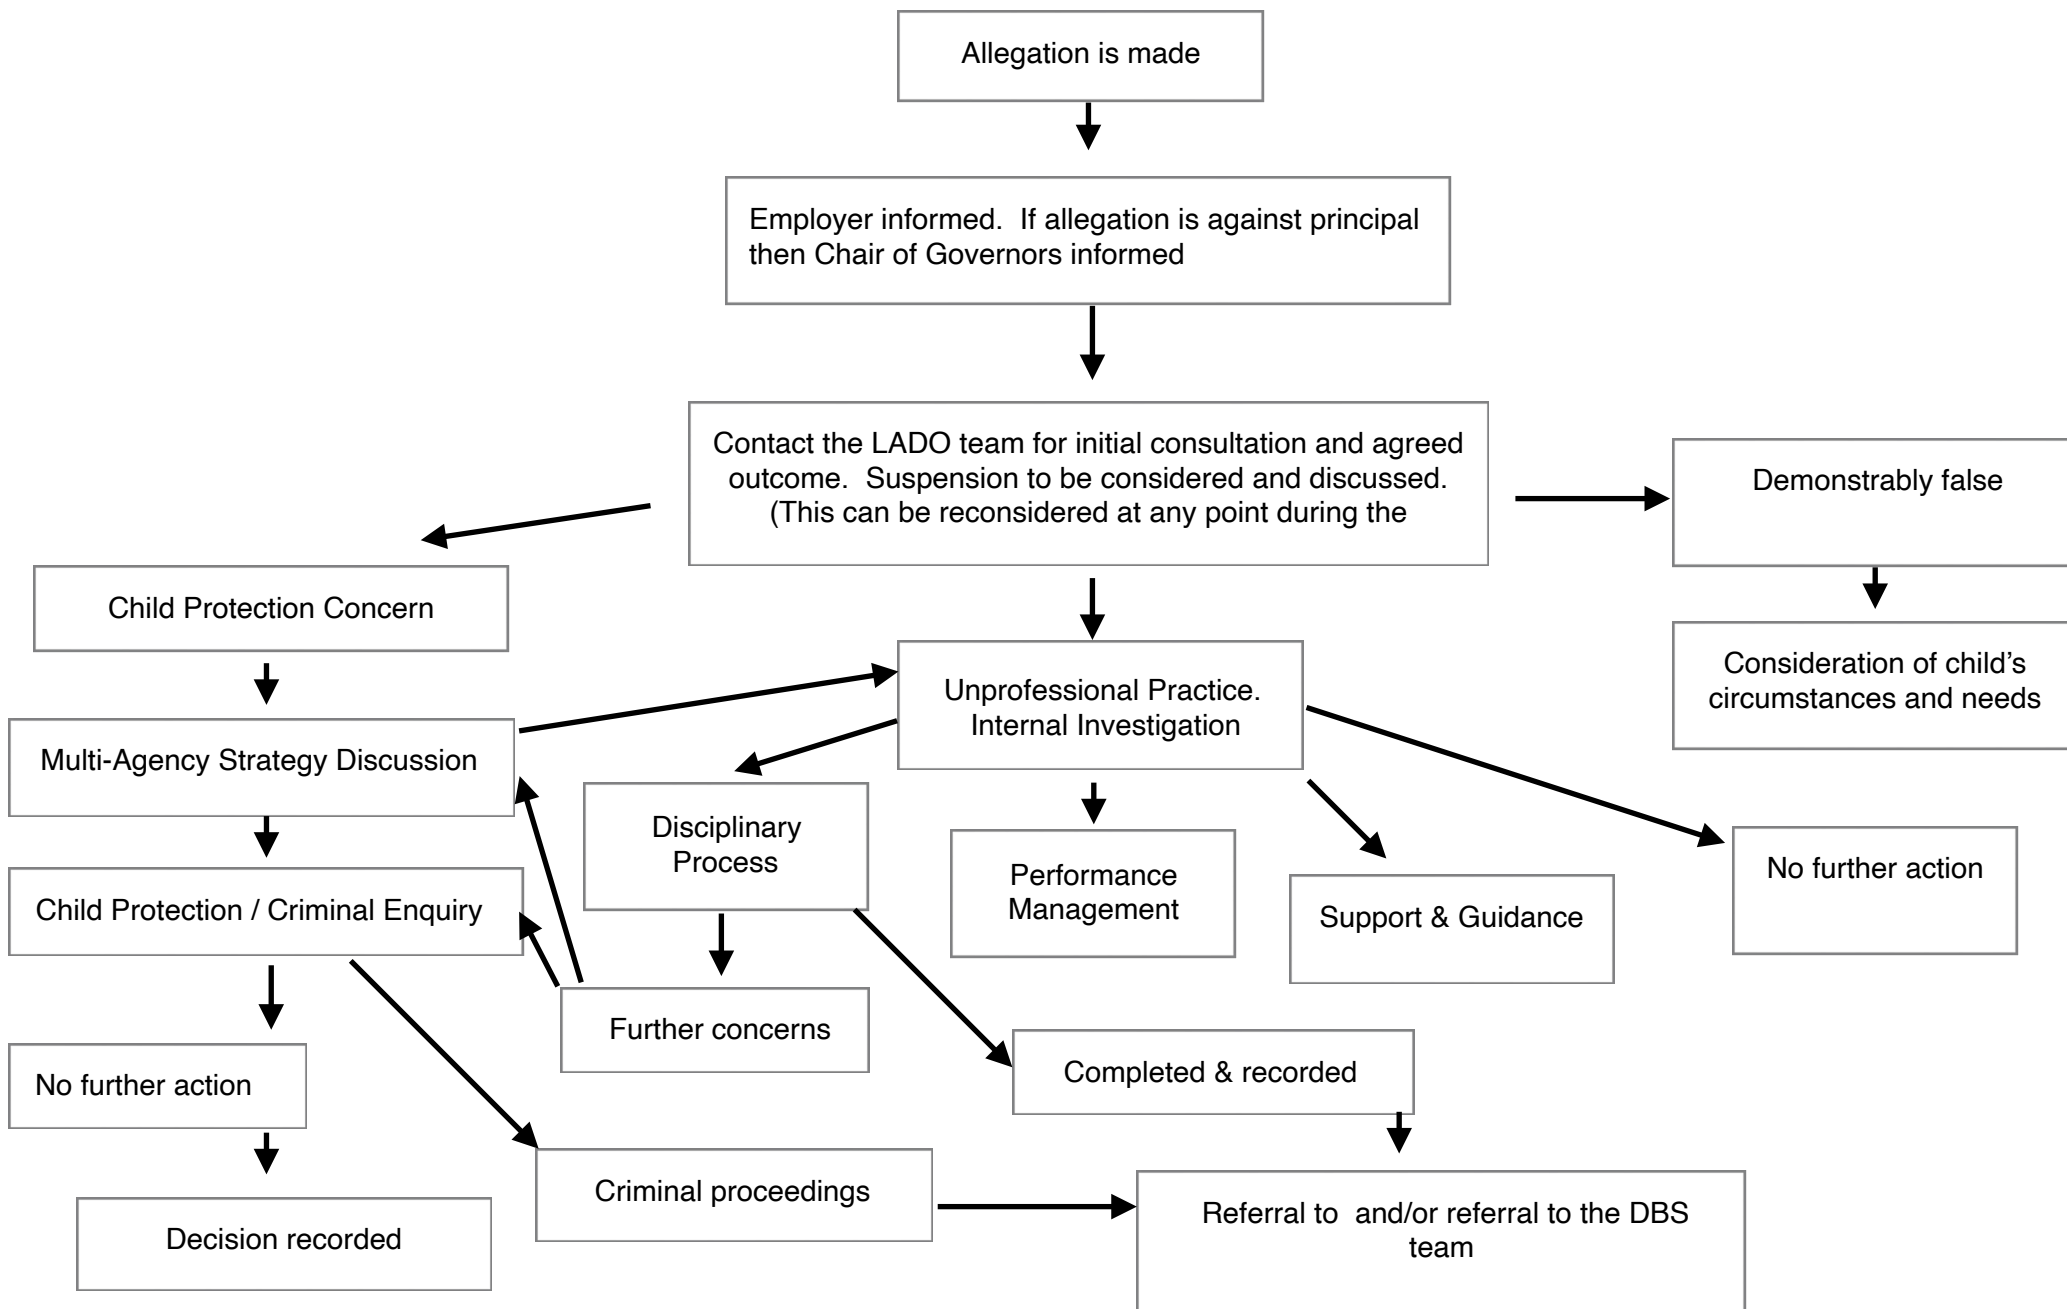 Allegation is made
Employer informed.  If allegation is against principal
then Chair of Governors informed
Contact the LADO team for initial consultation and agreed
outcome.  Suspension to be considered and discussed.
(This can be reconsidered at any point during the
Demonstrably false
Child Protection Concern
Consideration of child’s
circumstances and needs
Unprofessional Practice.
Internal Investigation
Multi-Agency Strategy Discussion
Disciplinary
Process
Performance
Management
Support & Guidance
No further action
Child Protection / Criminal Enquiry
Further concerns
Completed & recorded
No further action
Criminal proceedings
Referral to  and/or referral to the DBS
team
Decision recorded